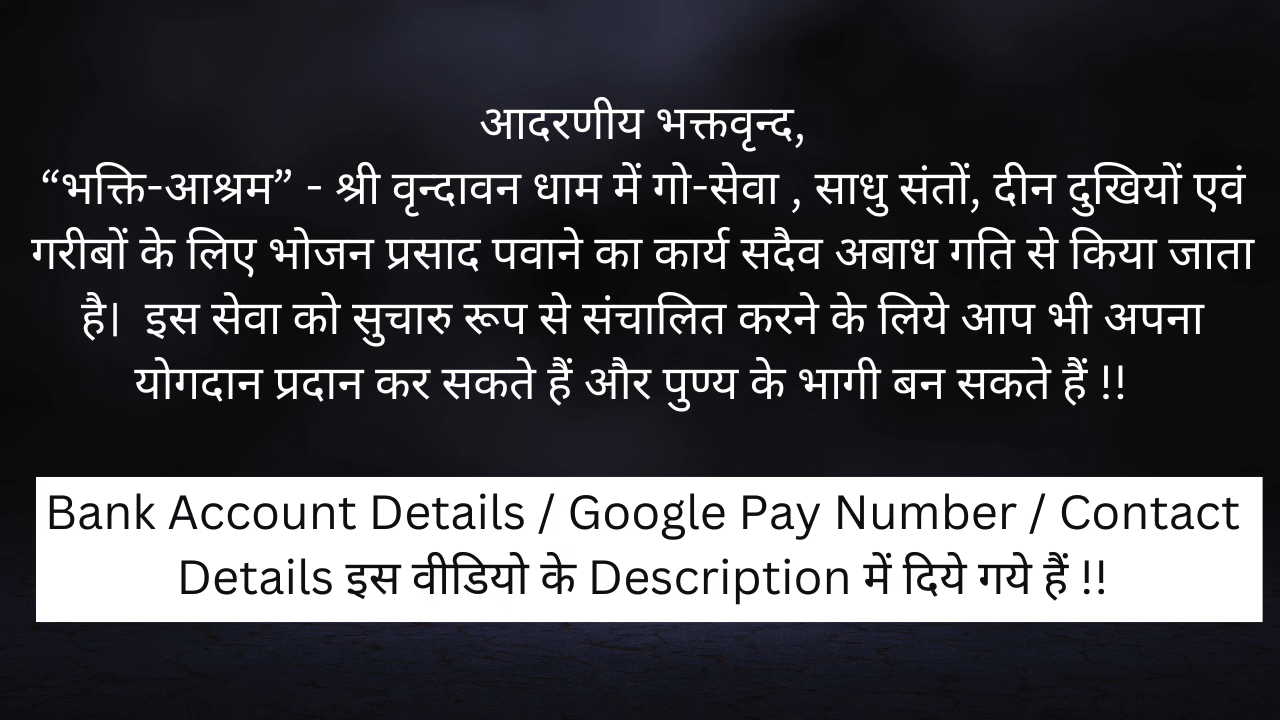 आदरणीय भक्तवृन्द,
“भक्ति-आश्रम” - श्री वृन्दावन धाम में गो-सेवा , साधु संतों, दीन दुखियों एवं
गरीबों के लिए भोजन प्रसाद पवाने का कार्य सदैव अबाध गति से किया जाता
है। इस सेवा को सुचारु रूप से संचालित करने के लिये आप भी अपना
योगदान प्रदान कर सकते हैं और पुण्य के भागी बन सकते हैं !!
Bank Account Details / Google Pay Number / Contact
Details इस वीडियो के Description में दिये गये हैं !!